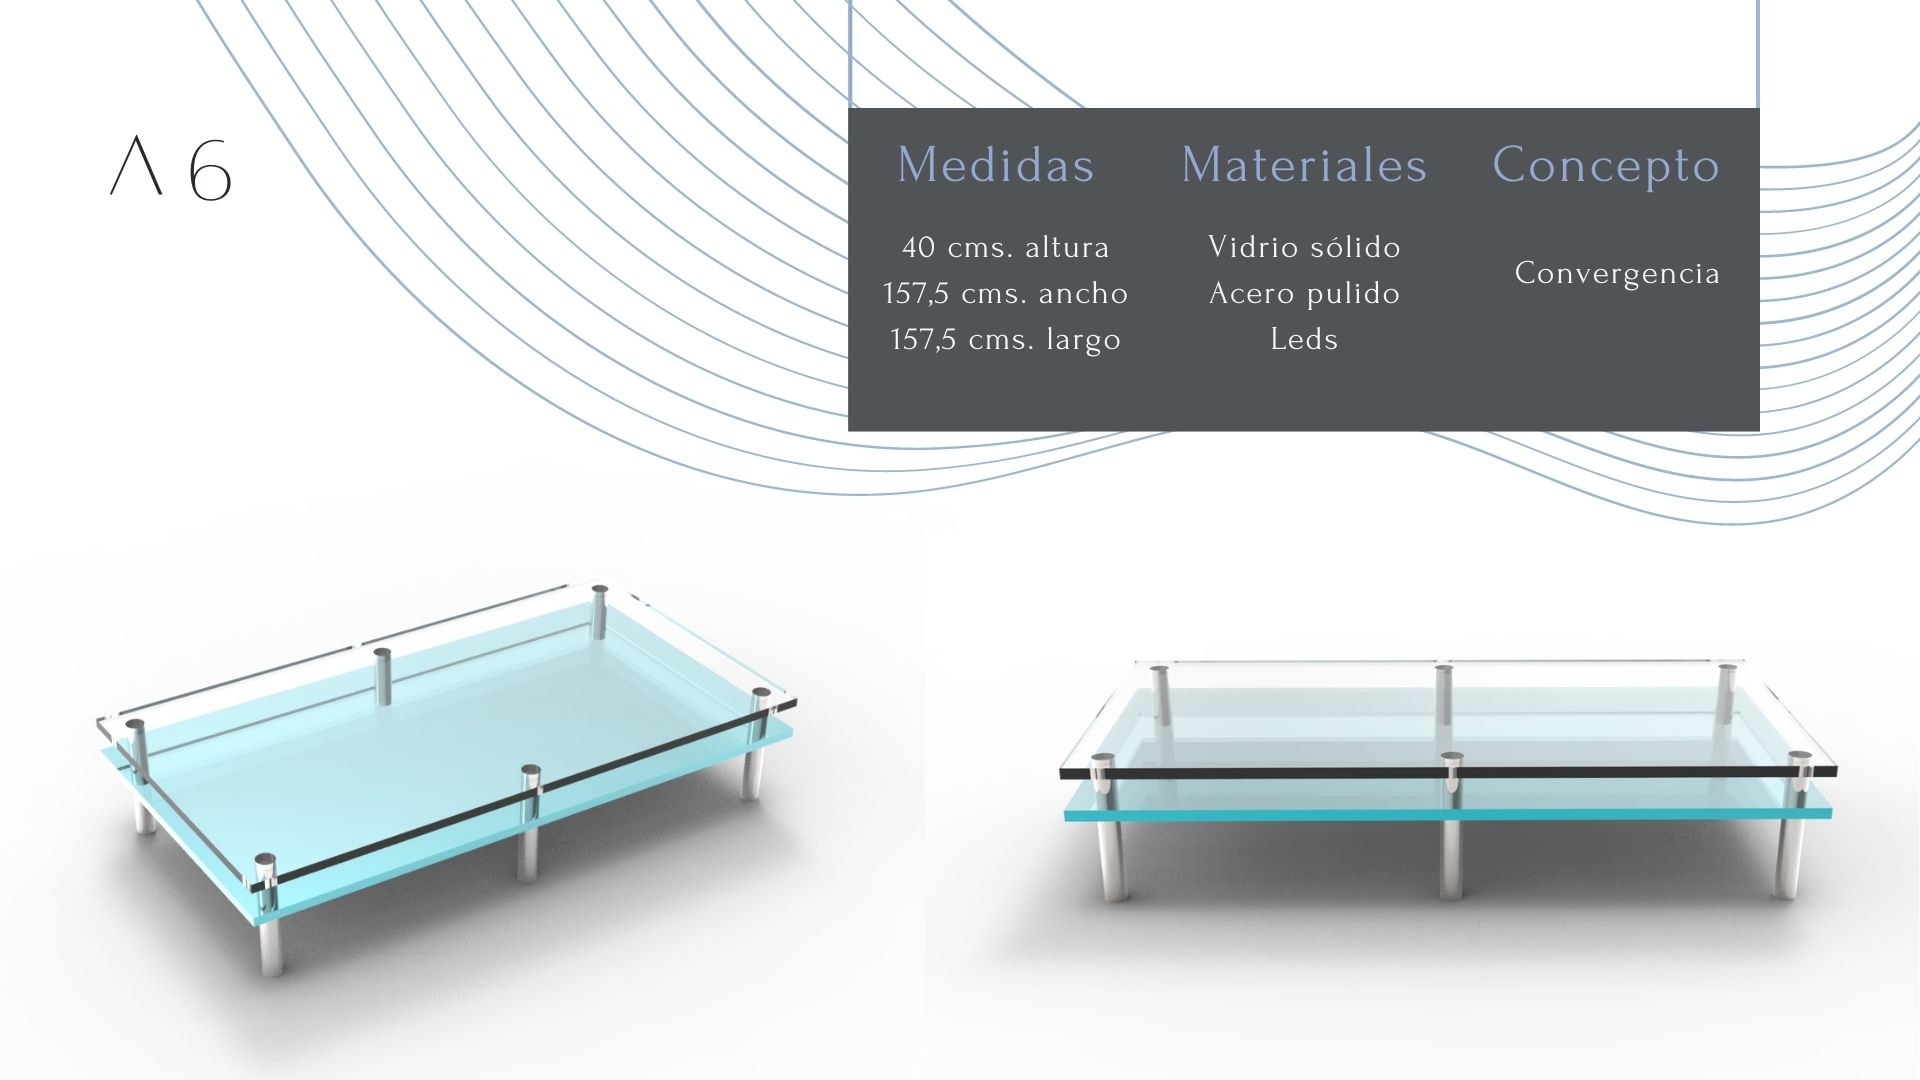 A 6
Medidas
40 cms. altura
157,5 cms. ancho
157,5 cms. largo
Materiales
Vidrio sólido
Acero pulido
Leds
Concepto
Convergencia